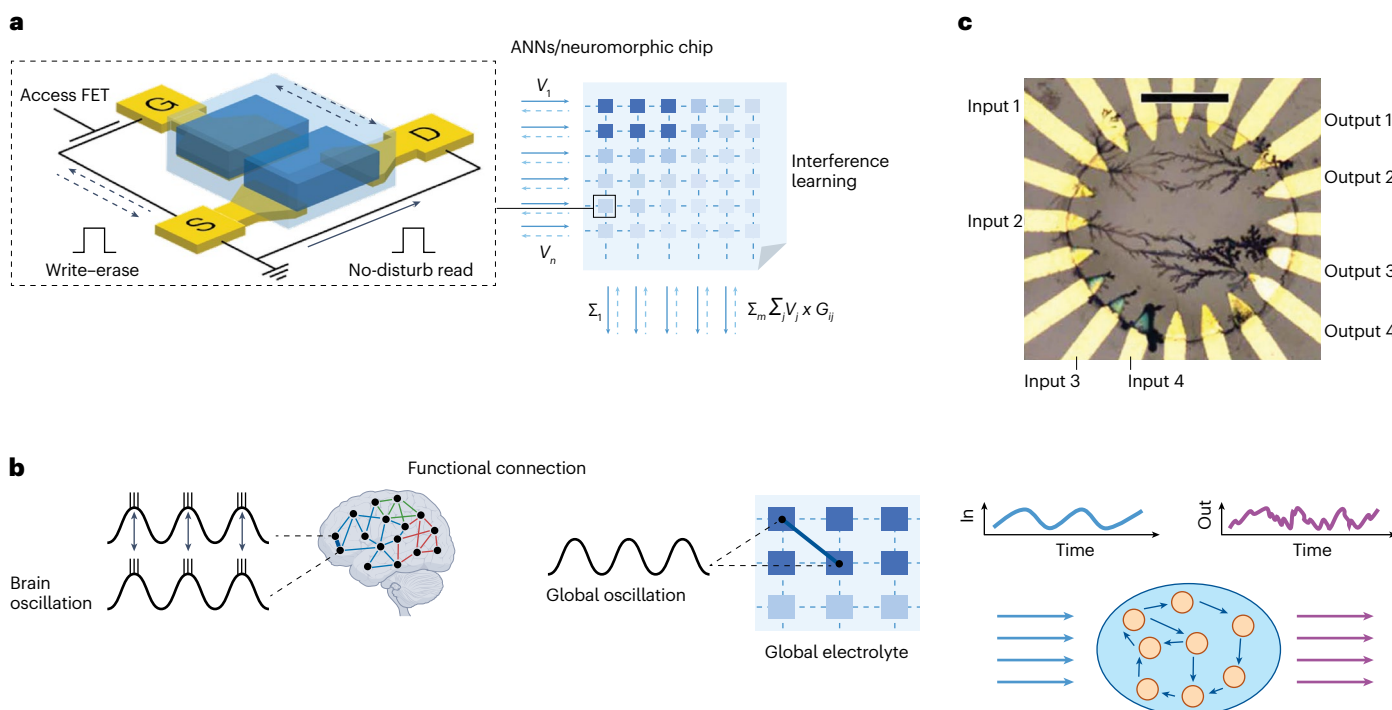 a
Access FET
G
D
S
Write–erase
No-disturb read
ANNs/neuromorphic chip
V1
Vn
Interference
learning
Σ1
Σm ΣjVj x Gij
c
Input 1
Input 2
Input 3
Input 4
Output 1
Output 2
Output 3
Output 4
b
Functional connection
Brain
oscillation
Global oscillation
Global electrolyte
In
Time
Out
Time